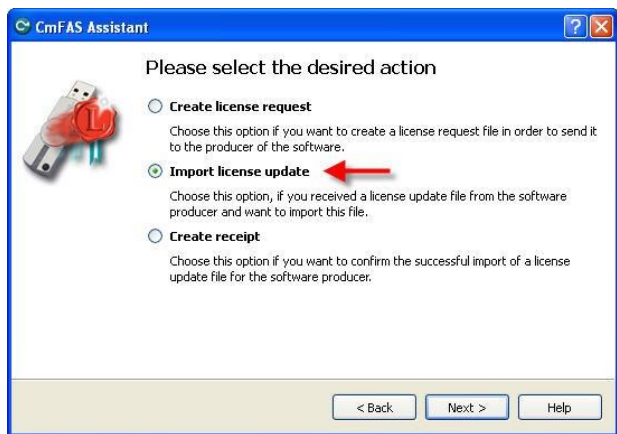 CmFAS Assistant
Please select the desired action
Create license request
Choose this option if you want to create a license request file in order to send it
to the producer of the software.
Import license update
Choose this option, if you received a license update file from the software
producer and want to import this file.
Create receipt
Choose this option if you want to confirm the successful import of a license
update file for the software producer.
< Back
Next >
Help